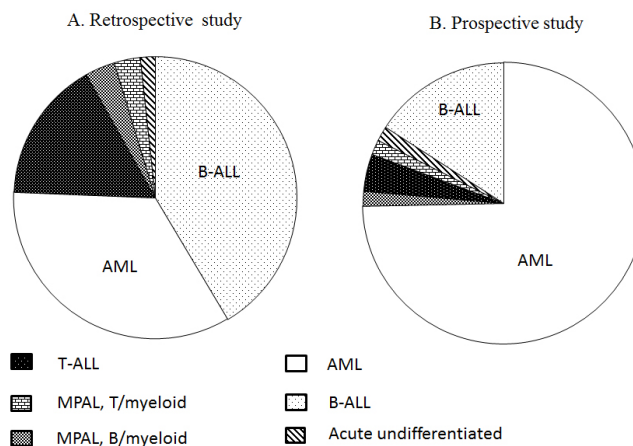 A. Retrospective study
B. Prospective study
B-ALL
AML
B-ALL
AML
T-ALL
AML
MPAL, T/myeloid
B-ALL
MPAL, B/myeloid
Acute undifferentiated